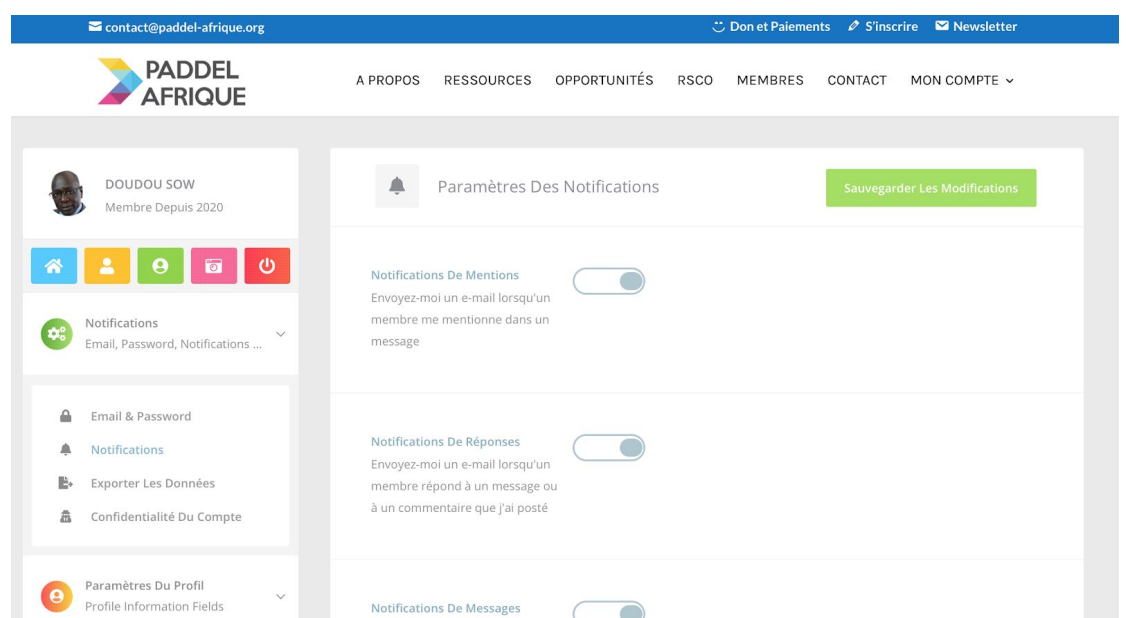 contact@paddel-afrique.org
Don et Paiements S'inscrire Newsletter
PADDEL
AFRIQUE
A PROPOS RESSOURCES OPPORTUNITÉS RSCO MEMBRES CONTACT MON COMPTE
DOUDOU SOW
Membre Depuis 2020
Notifications
Email, Password, Notifications ...
Email & Password
Notifications
Exporter Les Données
Confidentialité Du Compte
Paramètres Du Profil
Profile Information Fields
Paramètres Des Notifications
Sauvegarder Les Modifications
Notifications De Mentions
Envoyez-moi un e-mail lorsqu'un
membre me mentionne dans un
message
Notifications De Réponses
Envoyez-moi un e-mail lorsqu'un
membre répond à un message ou
à un commentaire que j'ai posté
Notifications De Messages